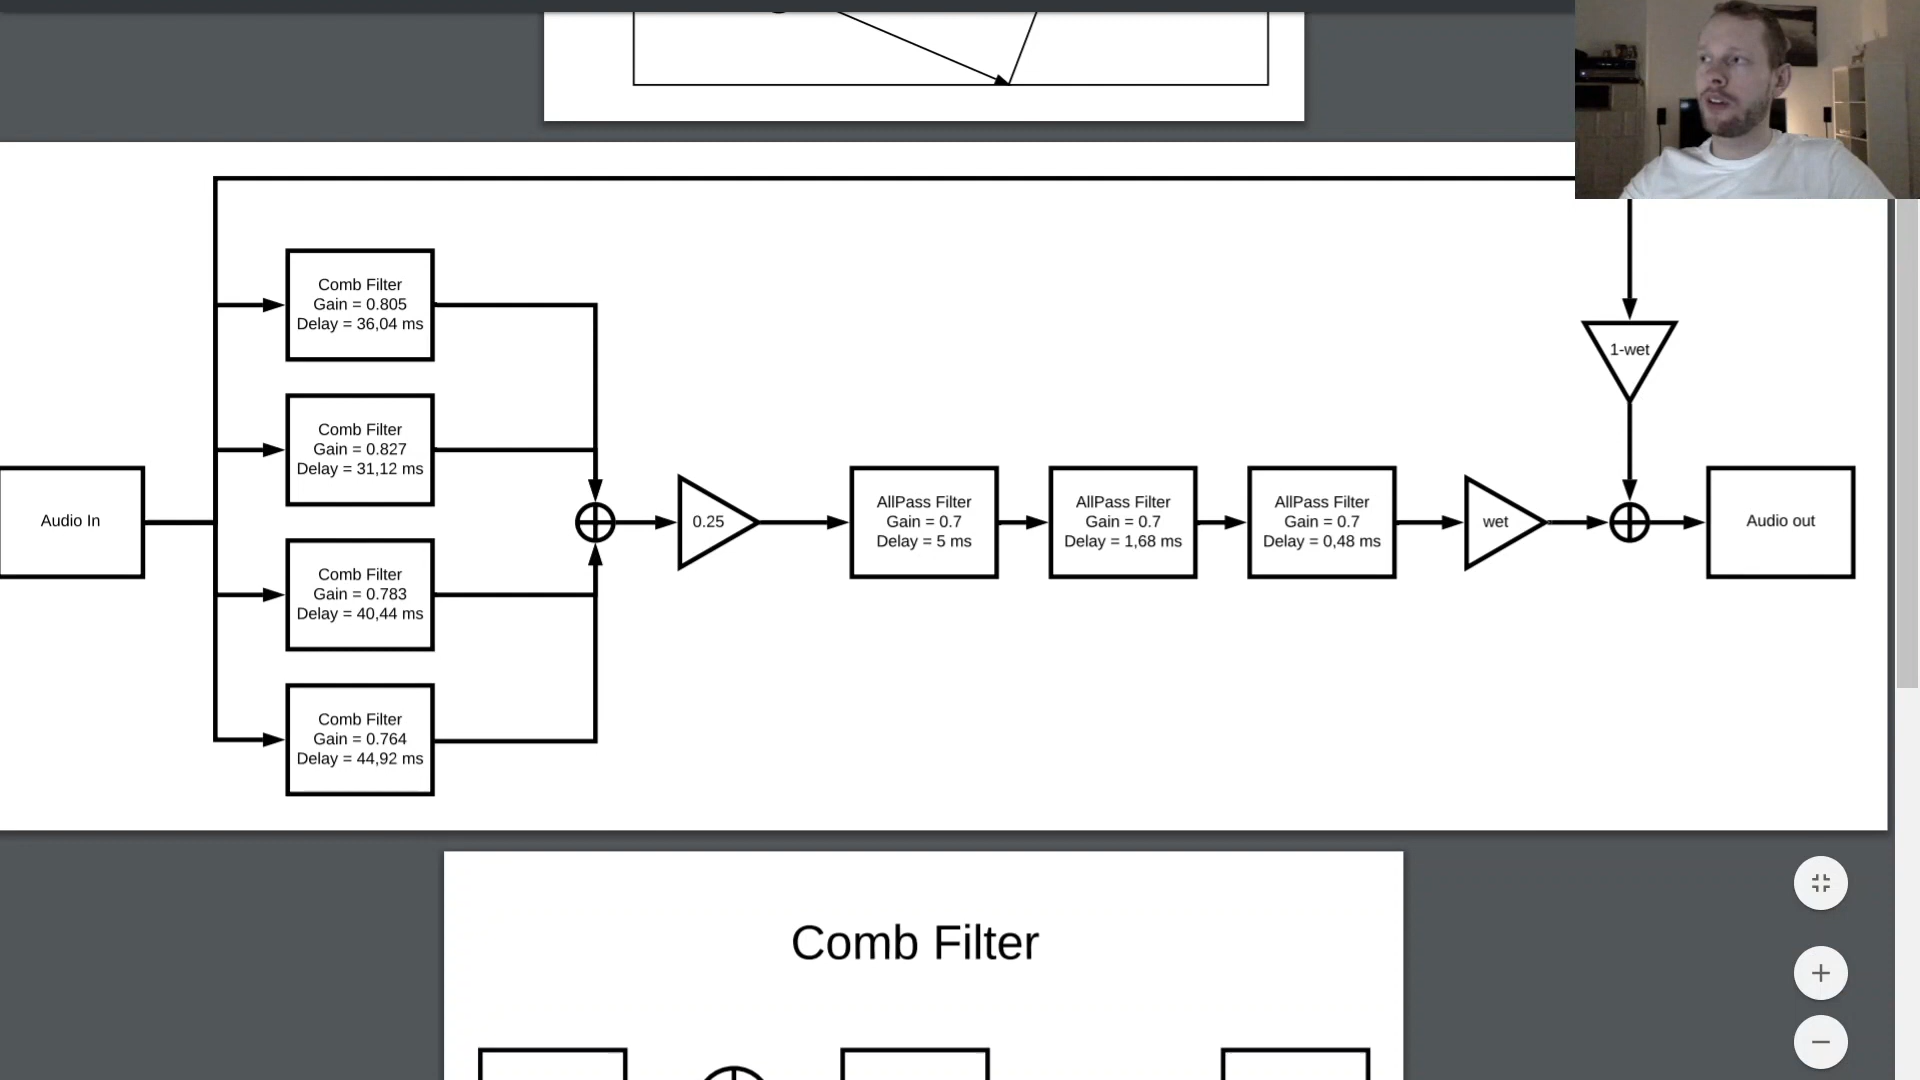 Comb Filter
Gain = 0.805
Delay = 36,04 ms
Comb Filter
Gain = 0.827
Delay = 31,12 ms
Audio In
Comb Filter
Gain = 0.783
Delay = 40,44 ms
Comb Filter
Gain = 0.764
Delay = 44,92 ms
0.25
AllPass Filter
Gain = 0.7
Delay = 5 ms
AllPass Filter
Gain = 0.7
Delay = 1,68 ms
AllPass Filter
Gain = 0.7
Delay = 0,48 ms
wet
1-wet
Audio out
Comb Filter